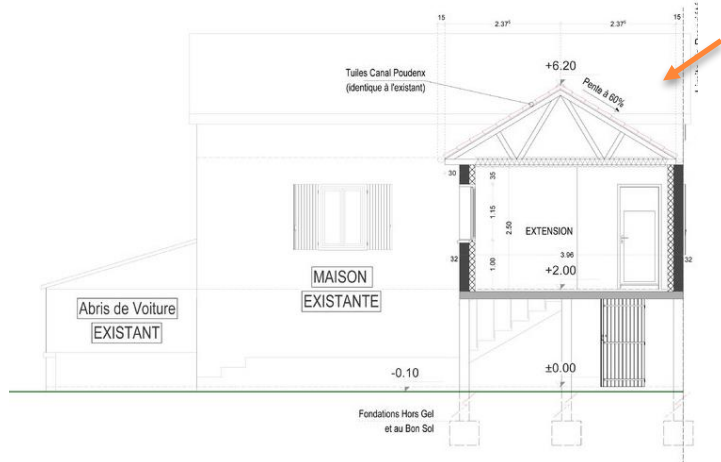 15
2.37⁵
2.37⁵
15
+6.20
Tuiles Canal Poudenx
(identique à l'existant)
Pente à 60%
30
35
1.15
2.50
EXTENSION
32
1.00
3.96
32
+2.00
MAISON
EXISTANTE
Abris de Voiture
EXISTANT
-0.10
±0.00
Fondations Hors Gel
et au Bon Sol